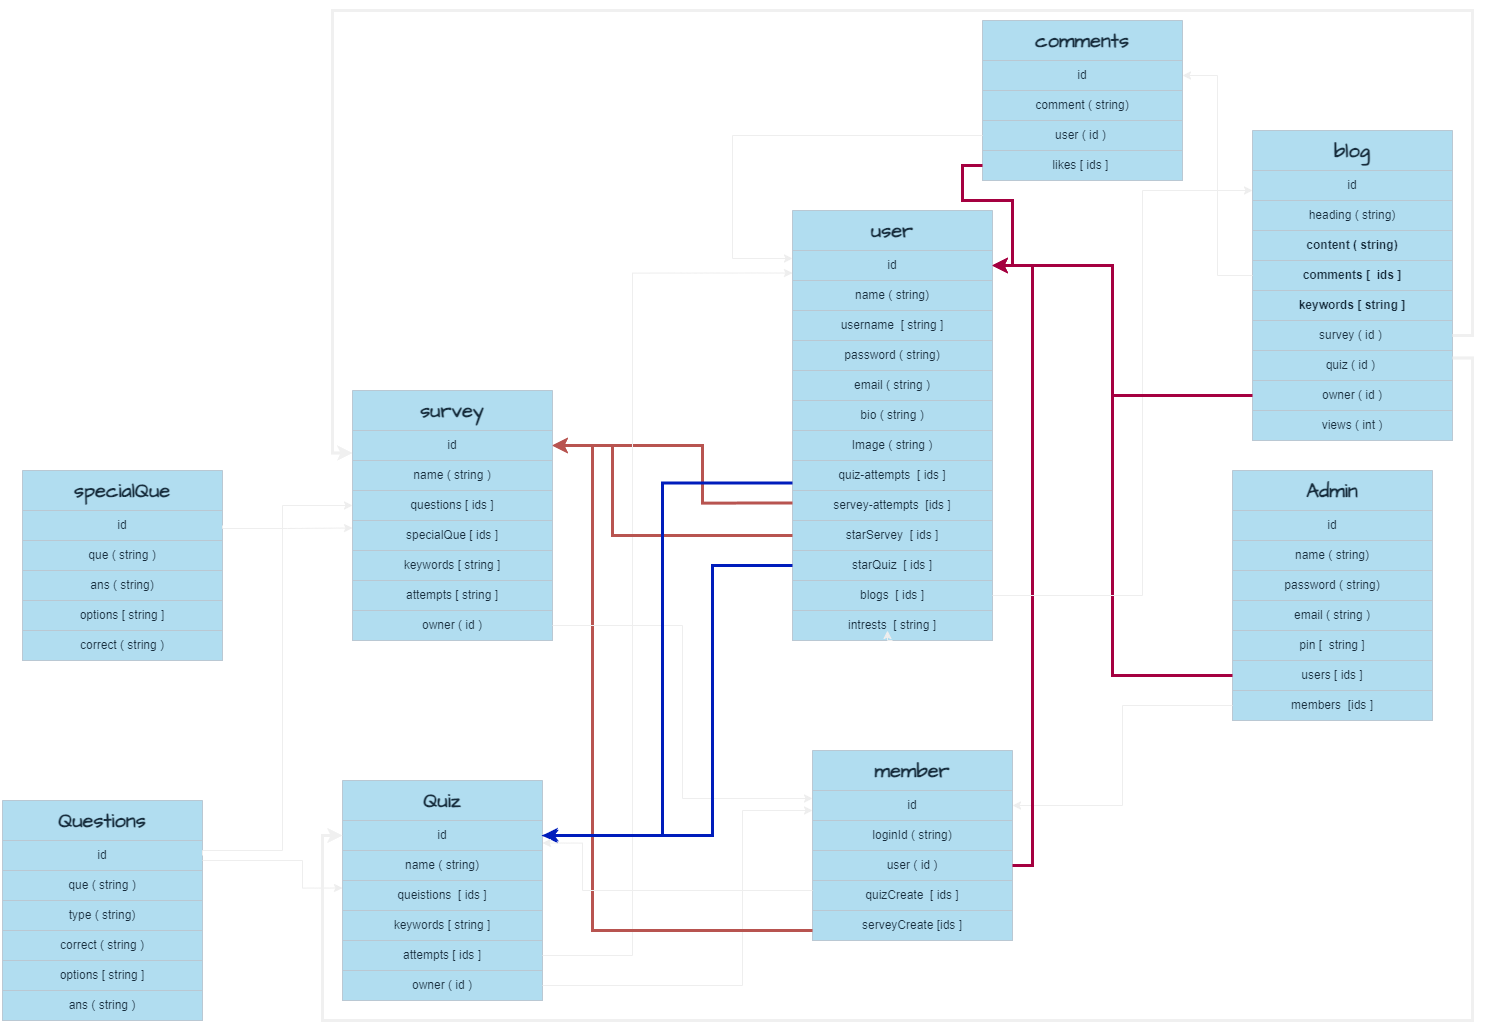 comments
id
comment ( string)
user ( id )
likes [ ids ]
blog
id
heading ( string)
content ( string)
comments [  ids ]
keywords [ string ]
survey ( id )
quiz ( id )
owner ( id )
views ( int )
user
id
name ( string)
username  [ string ]
password ( string)
email ( string )
bio ( string )
Image ( string )
quiz-attempts  [ ids ]
servey-attempts  [ids ]
starServey  [ ids ]
starQuiz  [ ids ]
blogs  [ ids ]
intrests  [ string ]
survey
id
name ( string )
questions [ ids ]
specialQue [ ids ]
keywords [ string ]
attempts [ string ]
owner ( id )
specialQue
id
que ( string )
ans ( string)
options [ string ]
correct ( string )
Admin
id
name ( string)
password ( string)
email ( string )
pin [  string ]
users [ ids ]
members  [ids ]
member
id
loginId ( string)
user ( id )
quizCreate  [ ids ]
serveyCreate [ids ]
Quiz
id
name ( string)
queistions  [ ids ]
keywords [ string ]
attempts [ ids ]
owner ( id )
Questions
id
que ( string )
type ( string)
correct ( string )
options [ string ]
ans ( string )